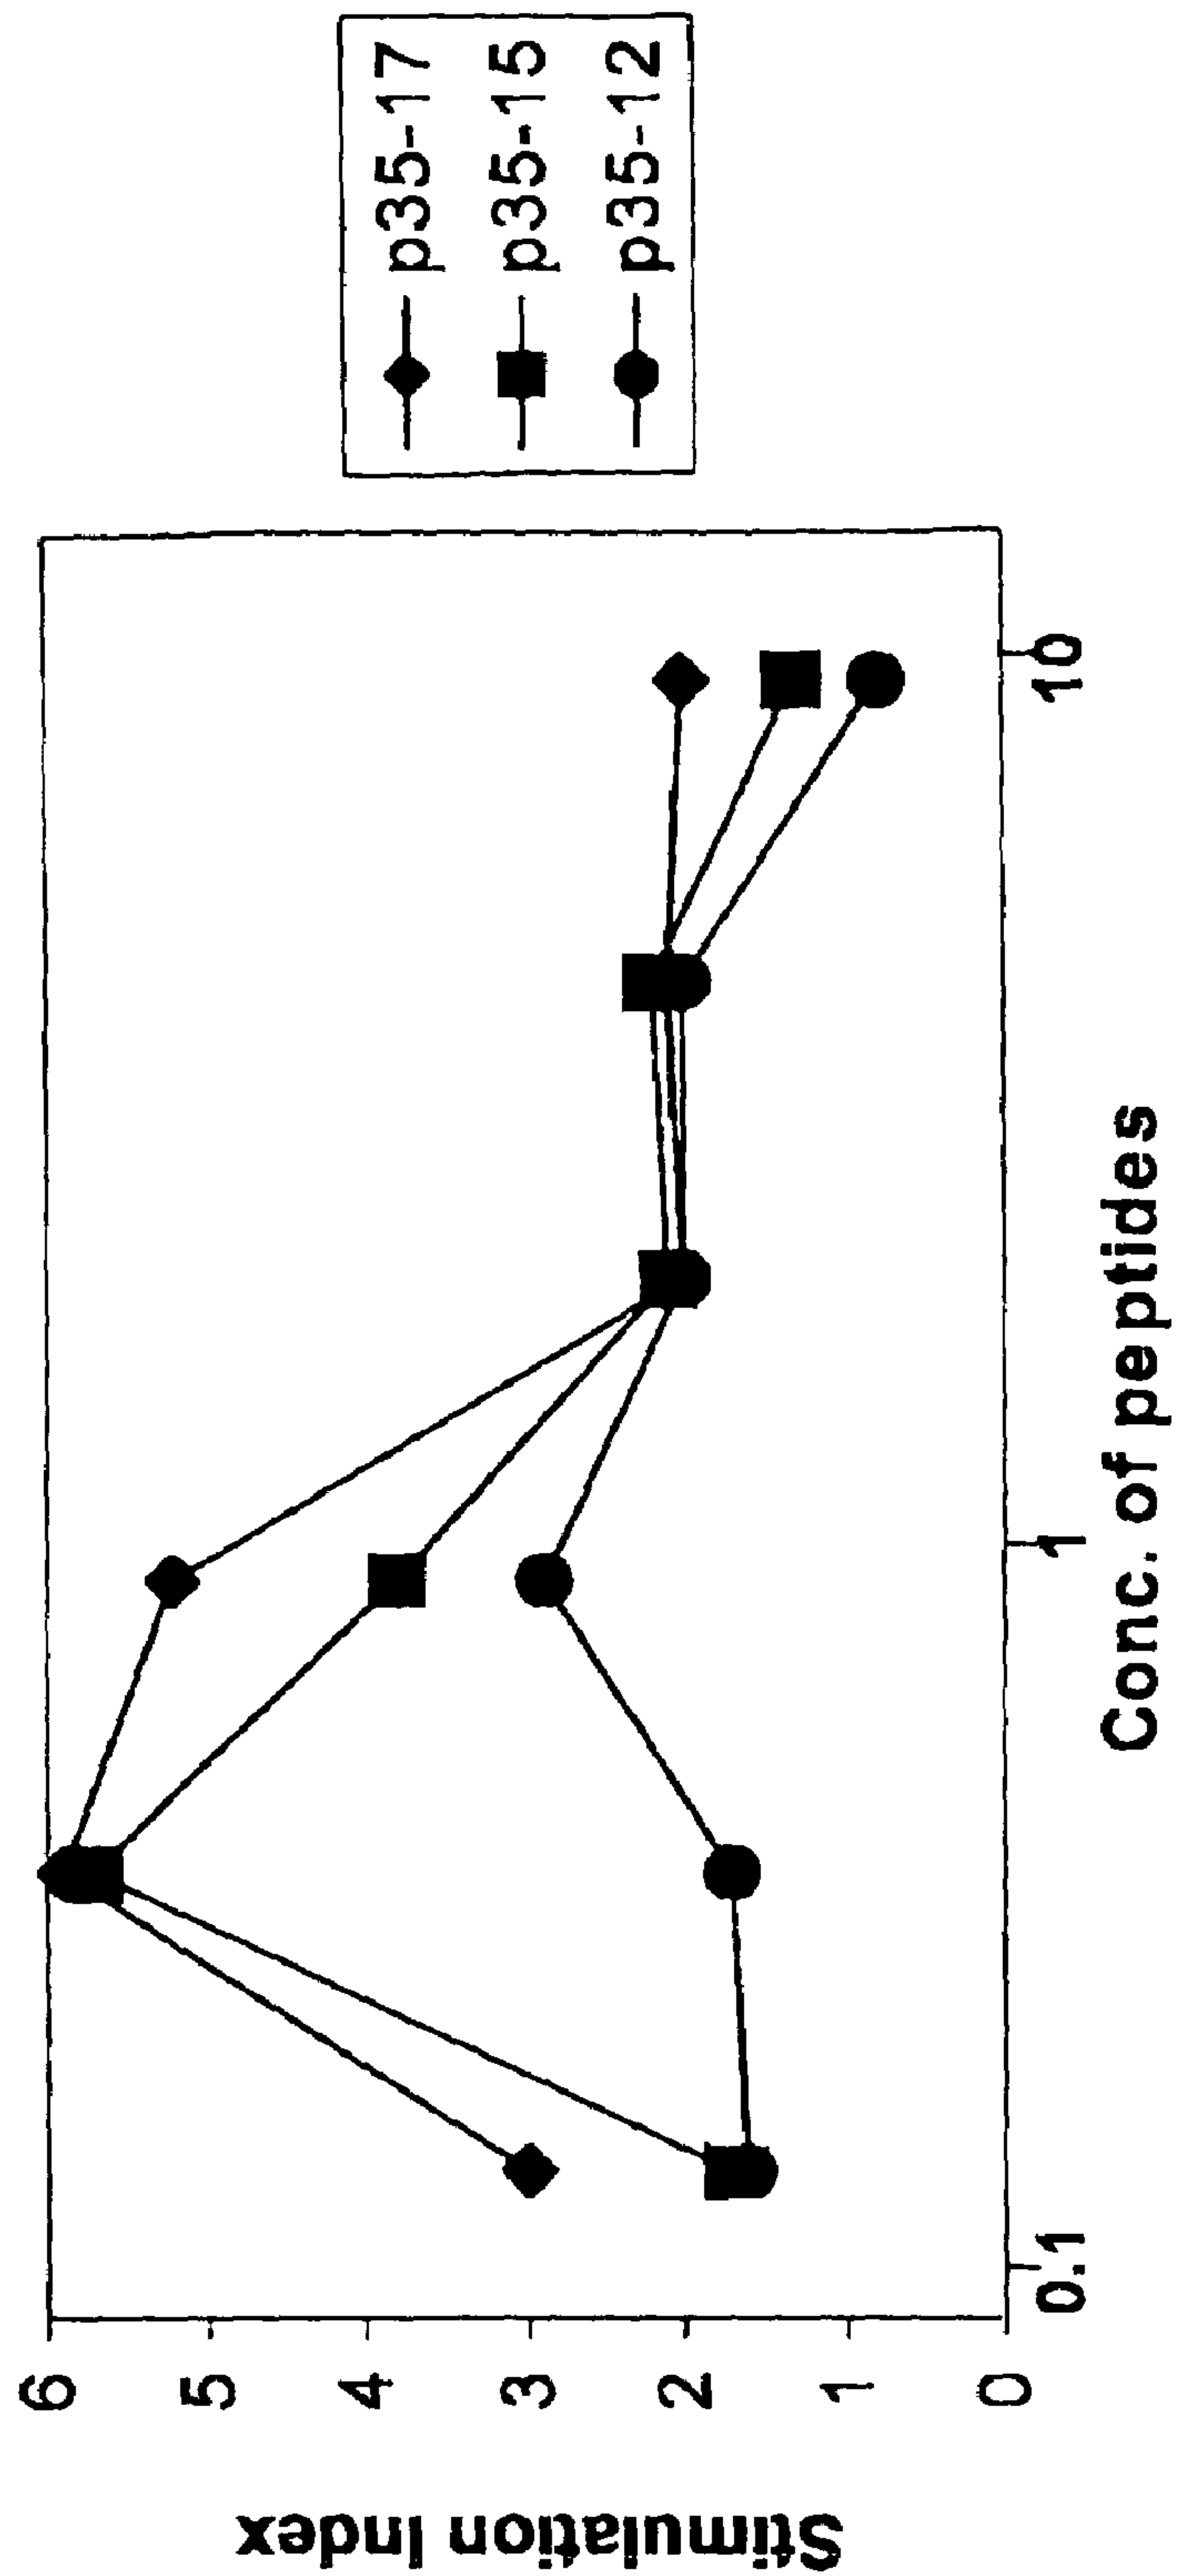 Stimulation Index
6
5
4
3
2
1
0
0.1
1
10
Conc. of peptides
p35-17
p35-15
p35-12